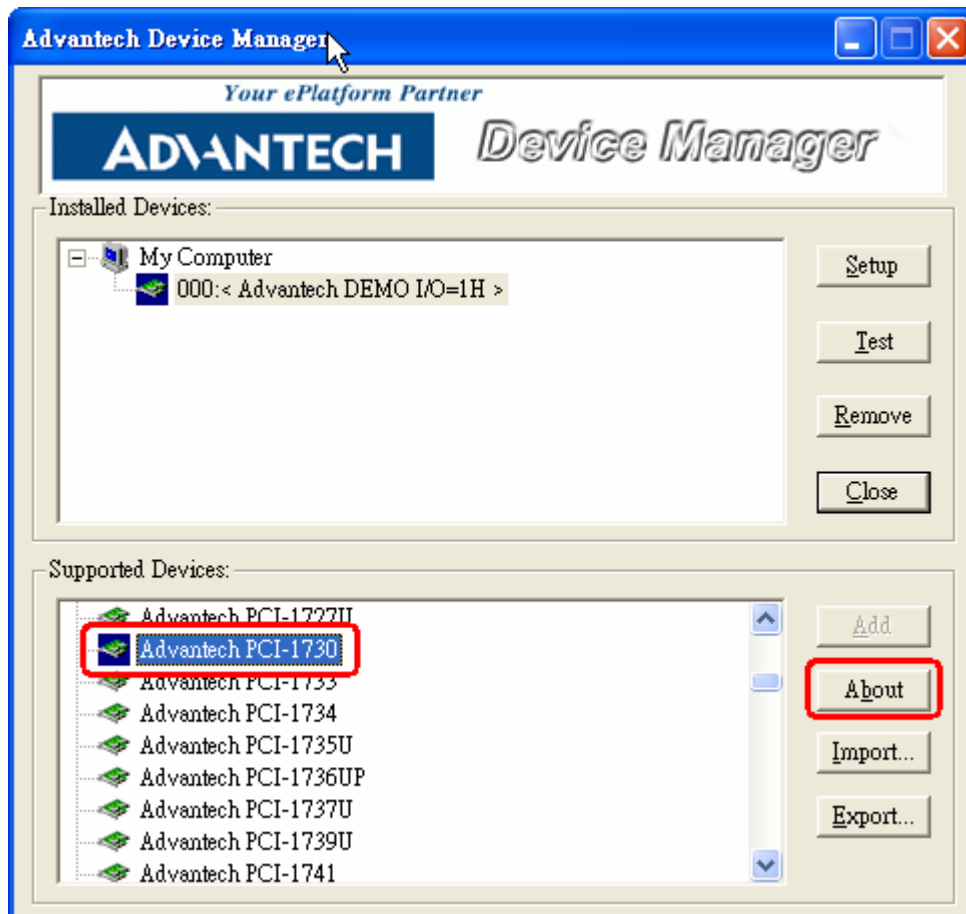 Advantech Device Manager
Your ePlatform Partner
ADVANTECH
Device Manager
Installed Devices:
My Computer
000:< Advantech DEMO I/O=1H >
Setup
Test
Remove
Close
Supported Devices:
Advantech PCI-1727U
Advantech PCI-1730
Advantech PCI-1733
Advantech PCI-1734
Advantech PCI-1735U
Advantech PCI-1736UP
Advantech PCI-1737U
Advantech PCI-1739U
Advantech PCI-1741
Add
About
Import...
Export...